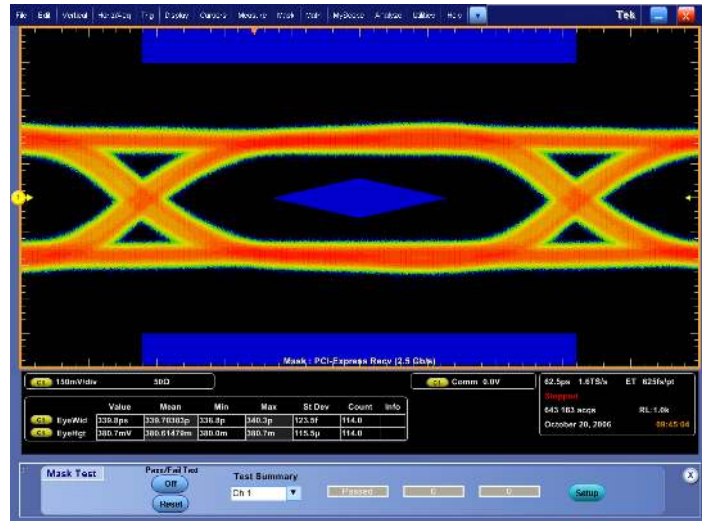 File Edit Vertical Horiz/Acq Trig Display Cursors Measure Mask Math MyScope Analyze Utilities Help Tek
Mask : PCI-Express Recv (2.5 Gb/s)
C1 150mV/div 50Ω
C1 Comm 0.0V
62.5ps 1.6TS/s ET 625fs/pt
Stopped
643 183 acqs RL:1.0k
October 20, 2006 09:45:04
Value Mean Min Max St Dev Count Info
C1 EyeWid 339.8ps 339.70383p 336.8p 340.3p 123.5f 114.0
C1 EyeHgt 380.7mV 380.61479m 380.0m 380.7m 115.5µ 114.0
Mask Test
Pass/Fail Test
Off
Reset
Test Summary
Ch 1
Passed 0 0
Setup
X